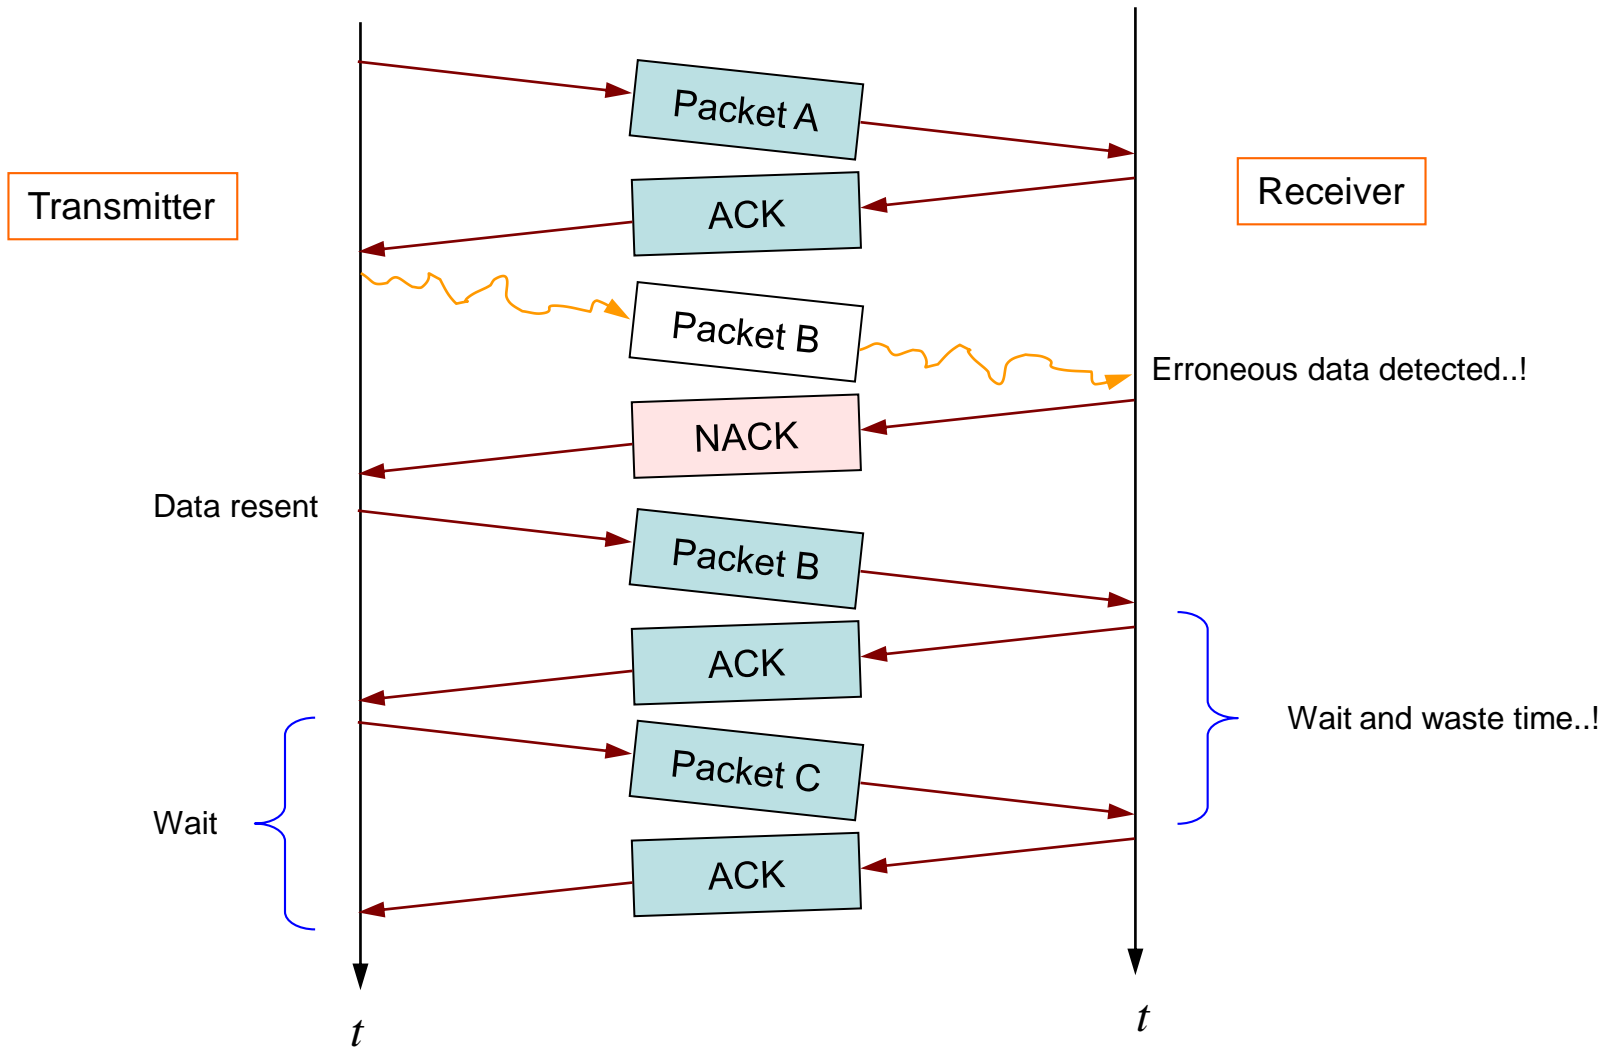 Packet A
Transmitter
ACK
Receiver
Packet B
Erroneous data detected..!
NACK
Data resent
Packet B
ACK
Packet C
Wait and waste time..!
Wait
ACK
t
t